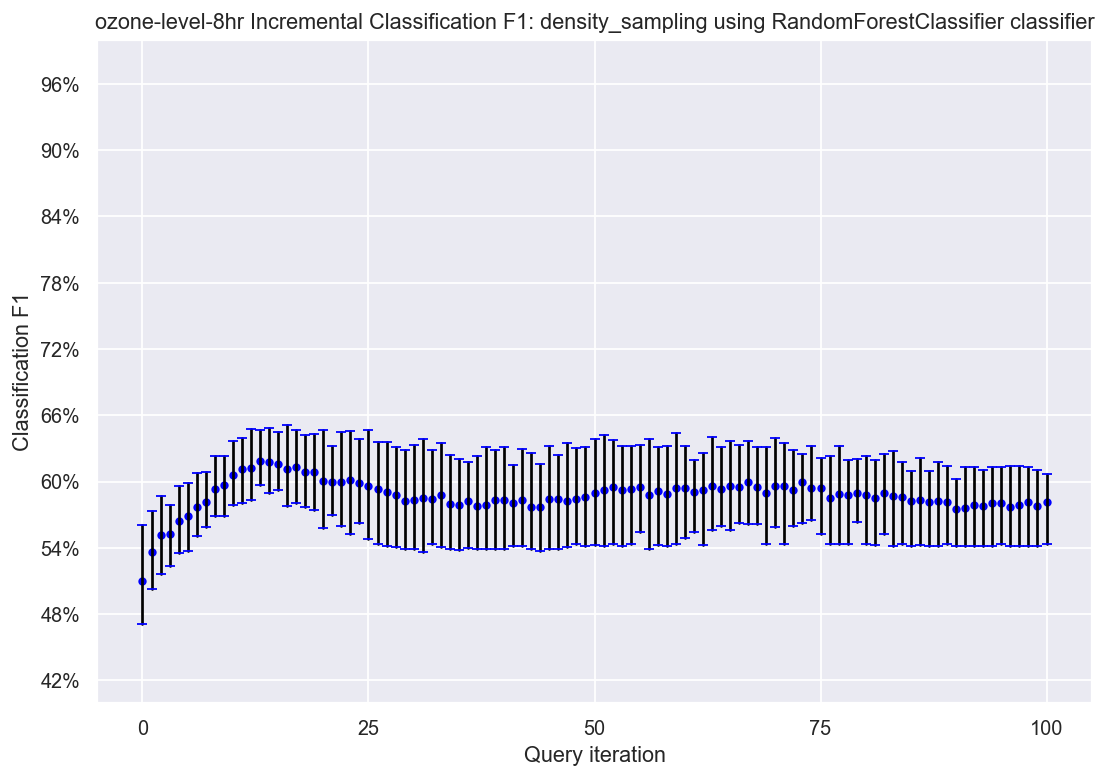 ozone-level-8hr Incremental Classification F1: density_sampling using RandomForestClassifier classifier
96%
90%
84%
78%
72%
66%
60%
54%
48%
42%
Classification F1
0 25 50 75 100
Query iteration